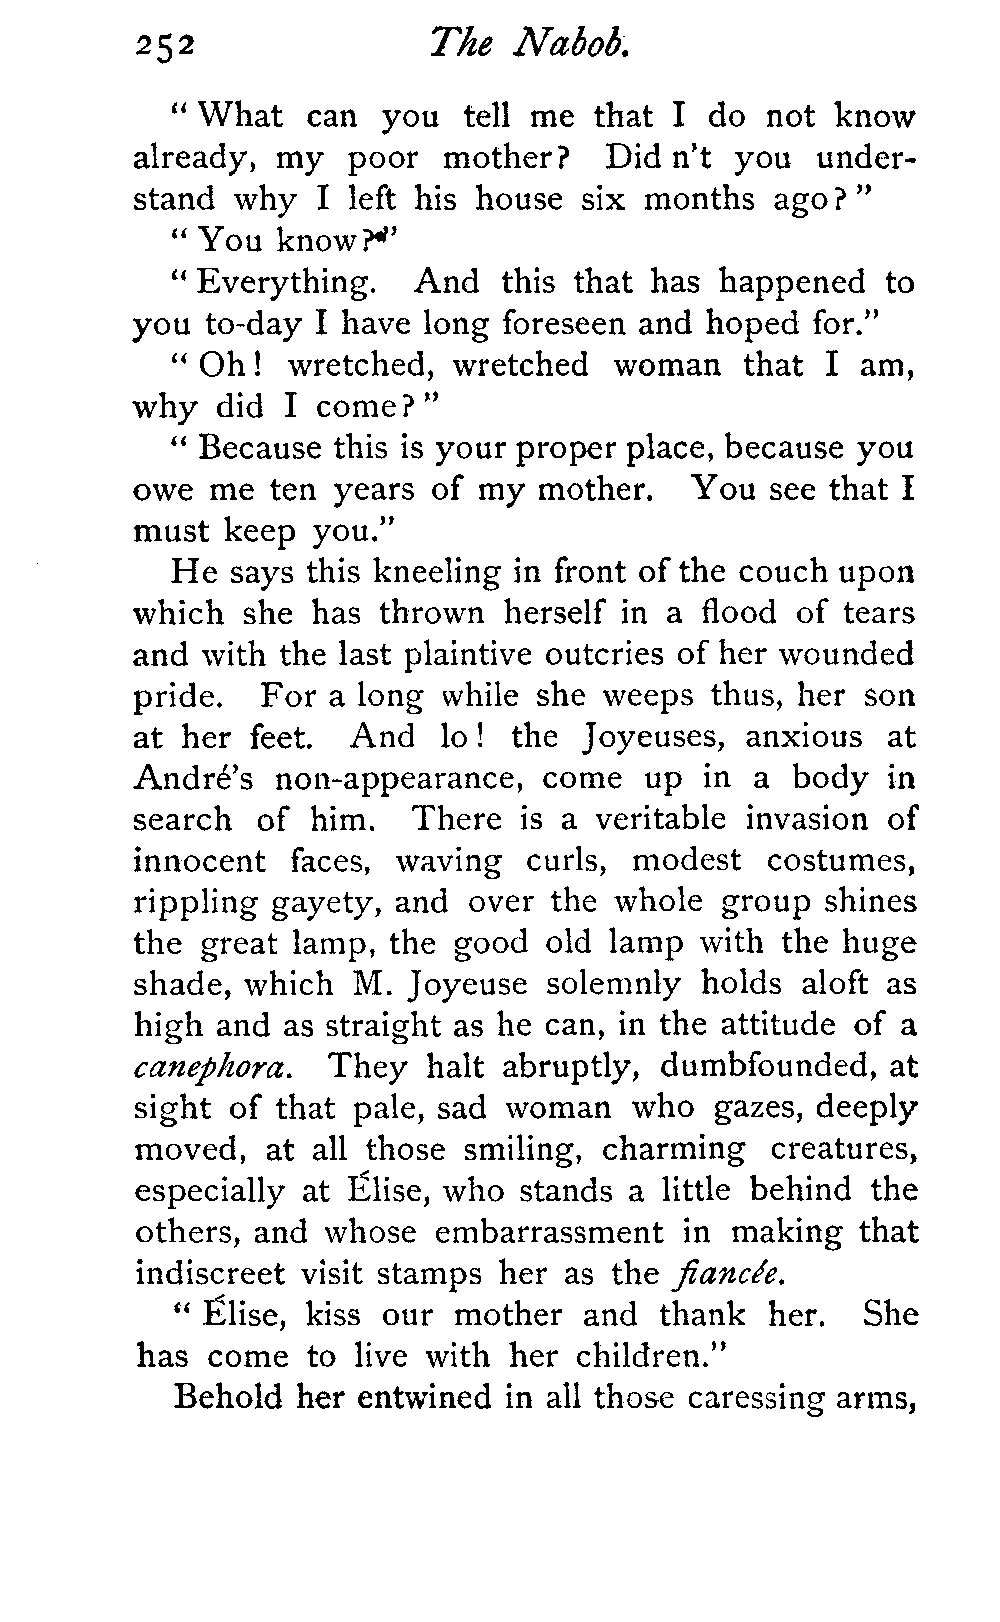 252 The Nabob.
“ What can you tell me that I do not know
already, my poor mother? Did n't you under-
stand why I left his house six months ago? ”
“ You know?”
“ Everything. And this that has happened to
you to-day I have long foreseen and hoped for.”
“ Oh! wretched, wretched woman that I am,
why did I come? ”
“ Because this is your proper place, because you
owe me ten years of my mother. You see that I
must keep you.”
He says this kneeling in front of the couch upon
which she has thrown herself in a flood of tears
and with the last plaintive outcries of her wounded
pride. For a long while she weeps thus, her son
at her feet. And lo! the Joyeuses, anxious at
André's non-appearance, come up in a body in
search of him. There is a veritable invasion of
innocent faces, waving curls, modest costumes,
rippling gayety, and over the whole group shines
the great lamp, the good old lamp with the huge
shade, which M. Joyeuse solemnly holds aloft as
high and as straight as he can, in the attitude of a
canephora. They halt abruptly, dumbfounded, at
sight of that pale, sad woman who gazes, deeply
moved, at all those smiling, charming creatures,
especially at Élise, who stands a little behind the
others, and whose embarrassment in making that
indiscreet visit stamps her as the fiancée.
“ Élise, kiss our mother and thank her. She
has come to live with her children.”
Behold her entwined in all those caressing arms,